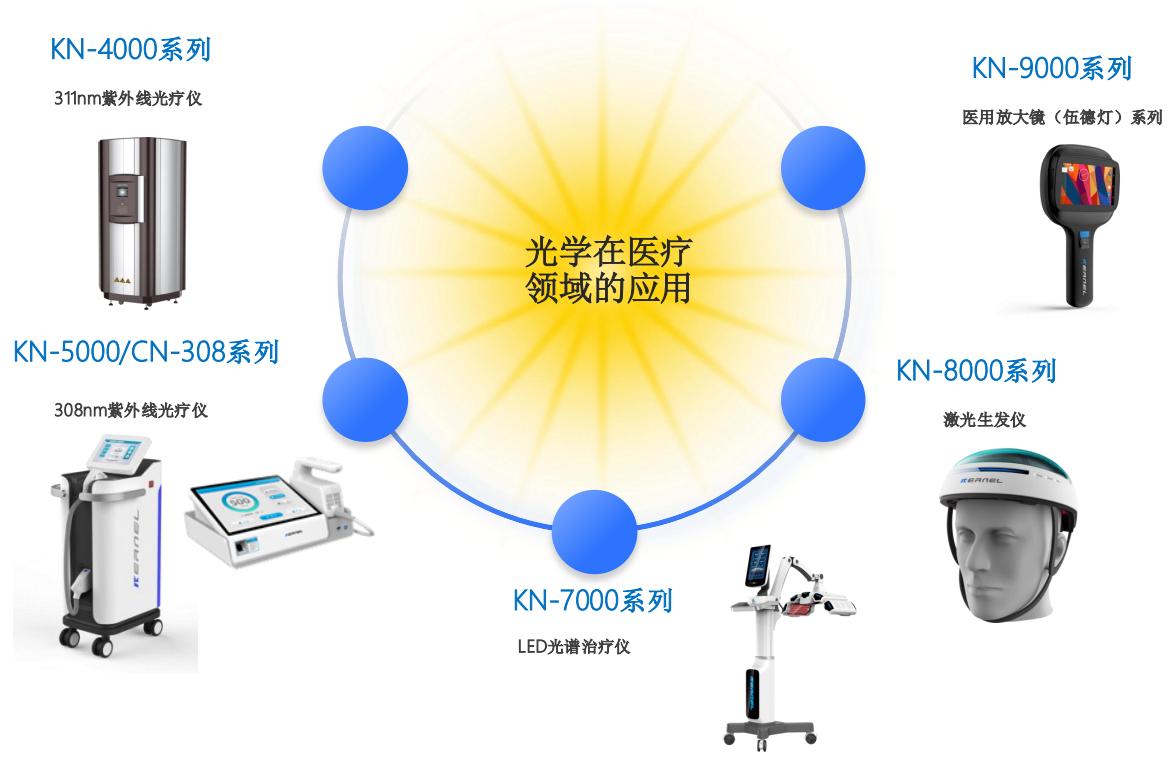 KN-4000系列
311nm紫外线光疗仪
KN-9000系列
医用放大镜（伍德灯）系列
KERNEL
光学在医疗
领域的应用
KN-5000/CN-308系列
308nm紫外线光疗仪
500
KERNEL
KERNEL
KN-8000系列
激光生发仪
KERNEL
KN-7000系列
LED光谱治疗仪
KERNEL